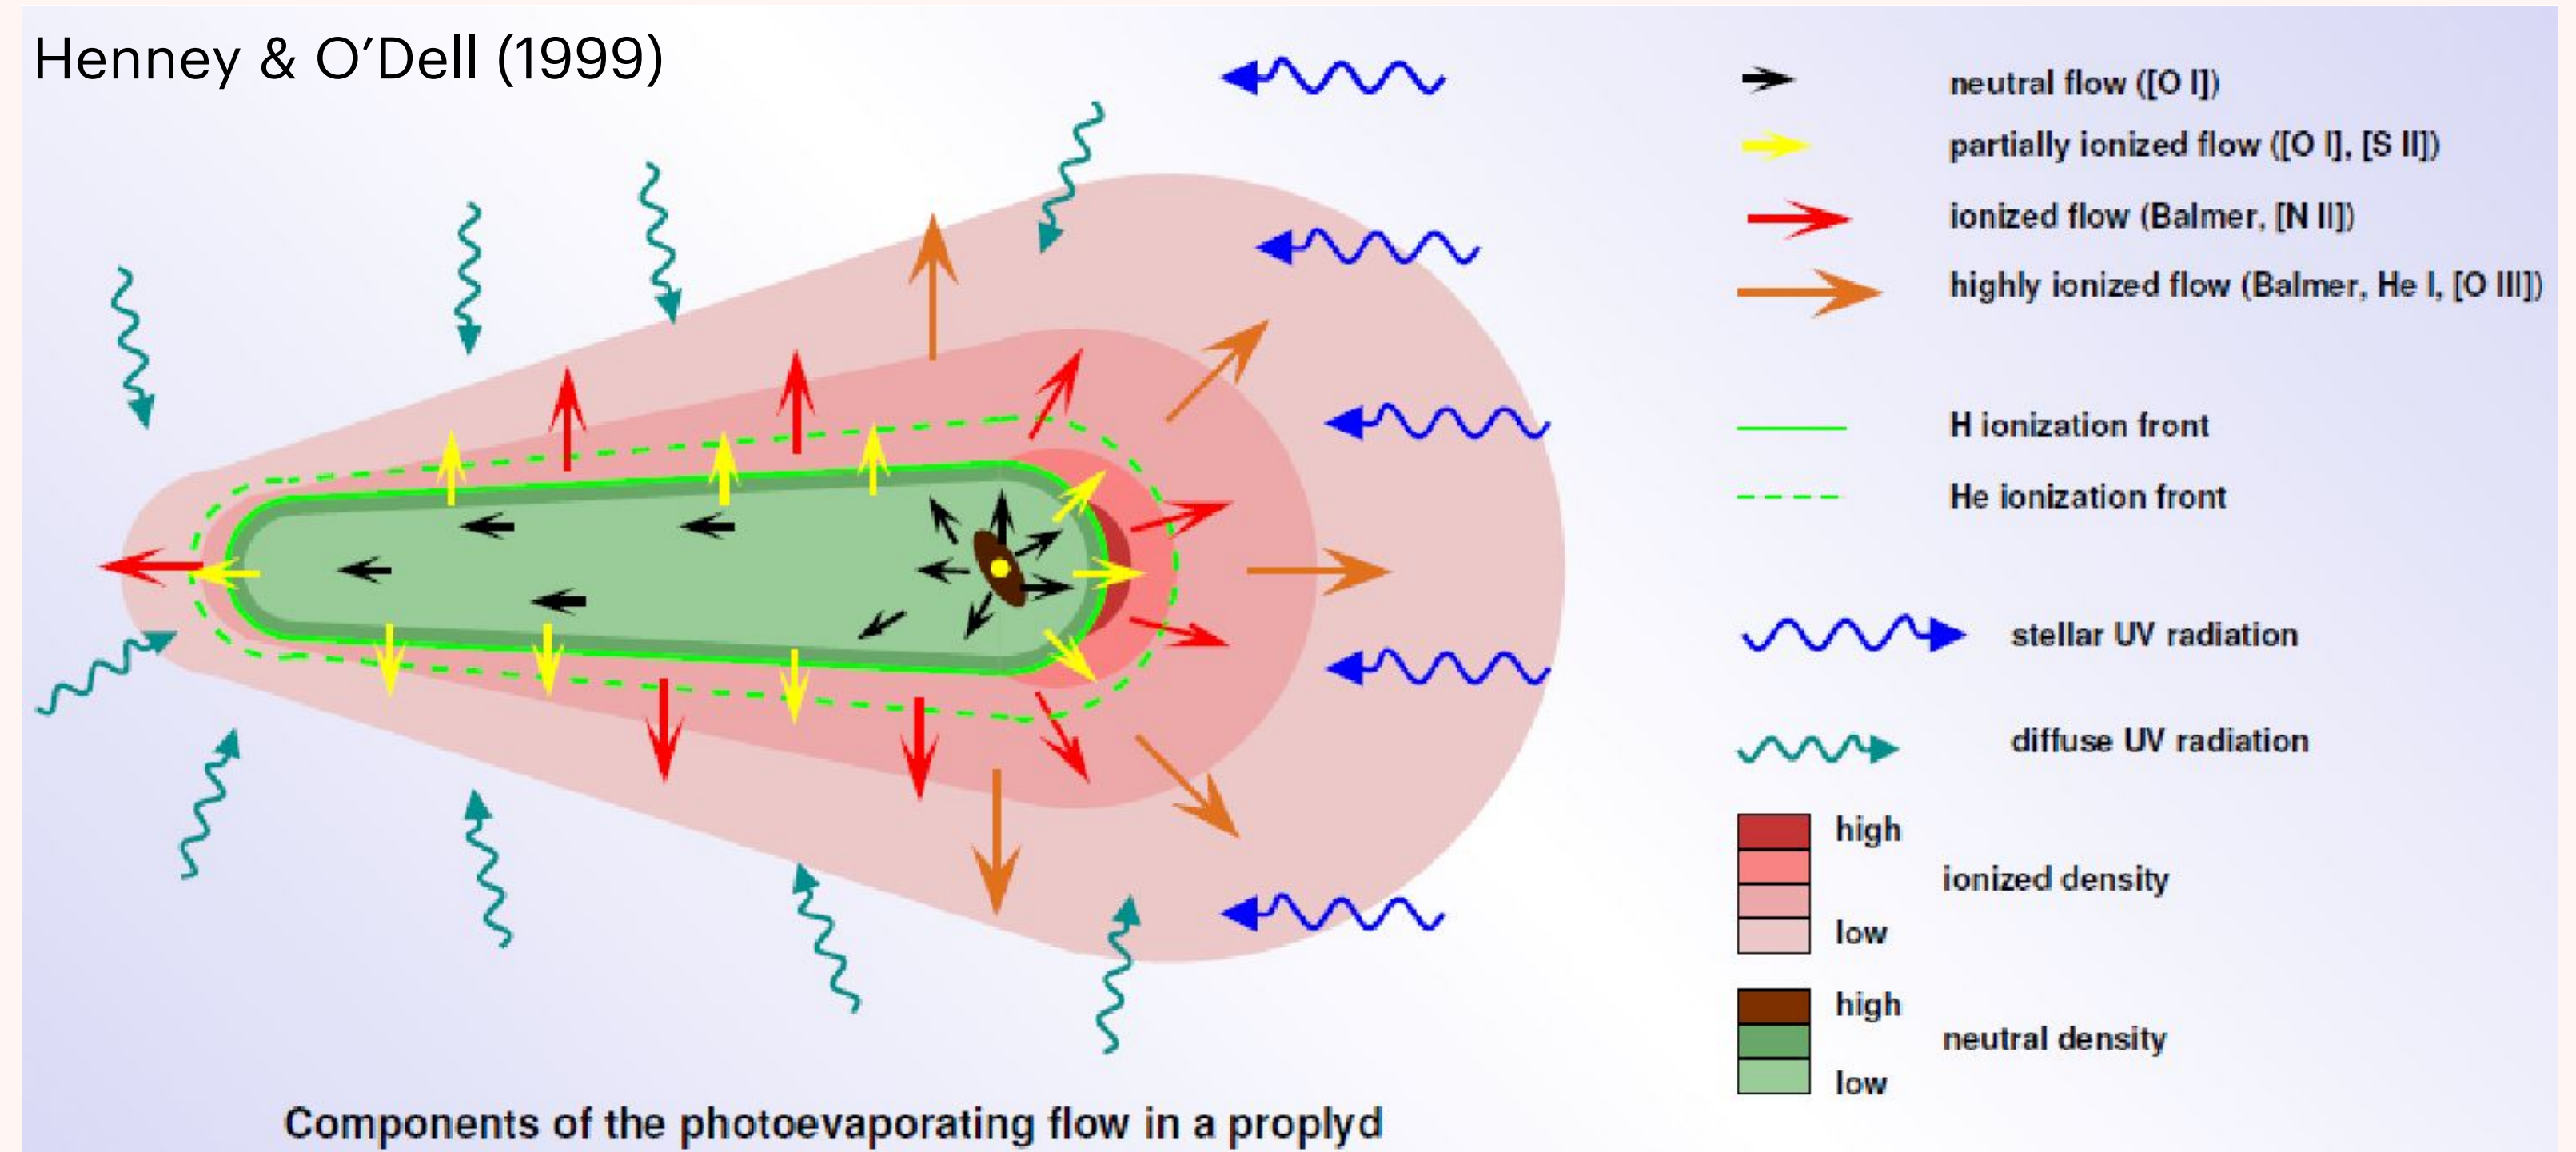 Henney & O’Dell (1999)
neutral flow ([O I])
partially ionized flow ([O I], [S II])
ionized flow (Balmer, [N II])
highly ionized flow (Balmer, He I, [O III])
H ionization front
He ionization front
stellar UV radiation
diffuse UV radiation
high
ionized density
low
high
neutral density
low
Components of the photoevaporating flow in a proplyd